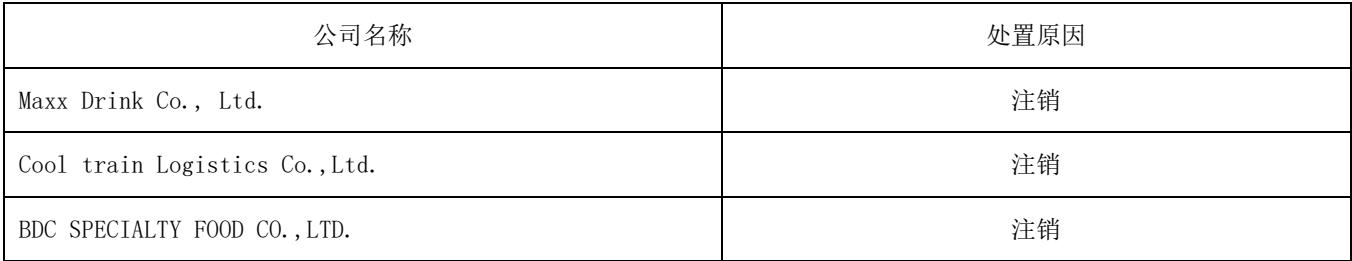 公司名称 处置原因
Maxx Drink Co., Ltd. 注销
Cool train Logistics Co.,Ltd. 注销
BDC SPECIALTY FOOD CO.,LTD. 注销